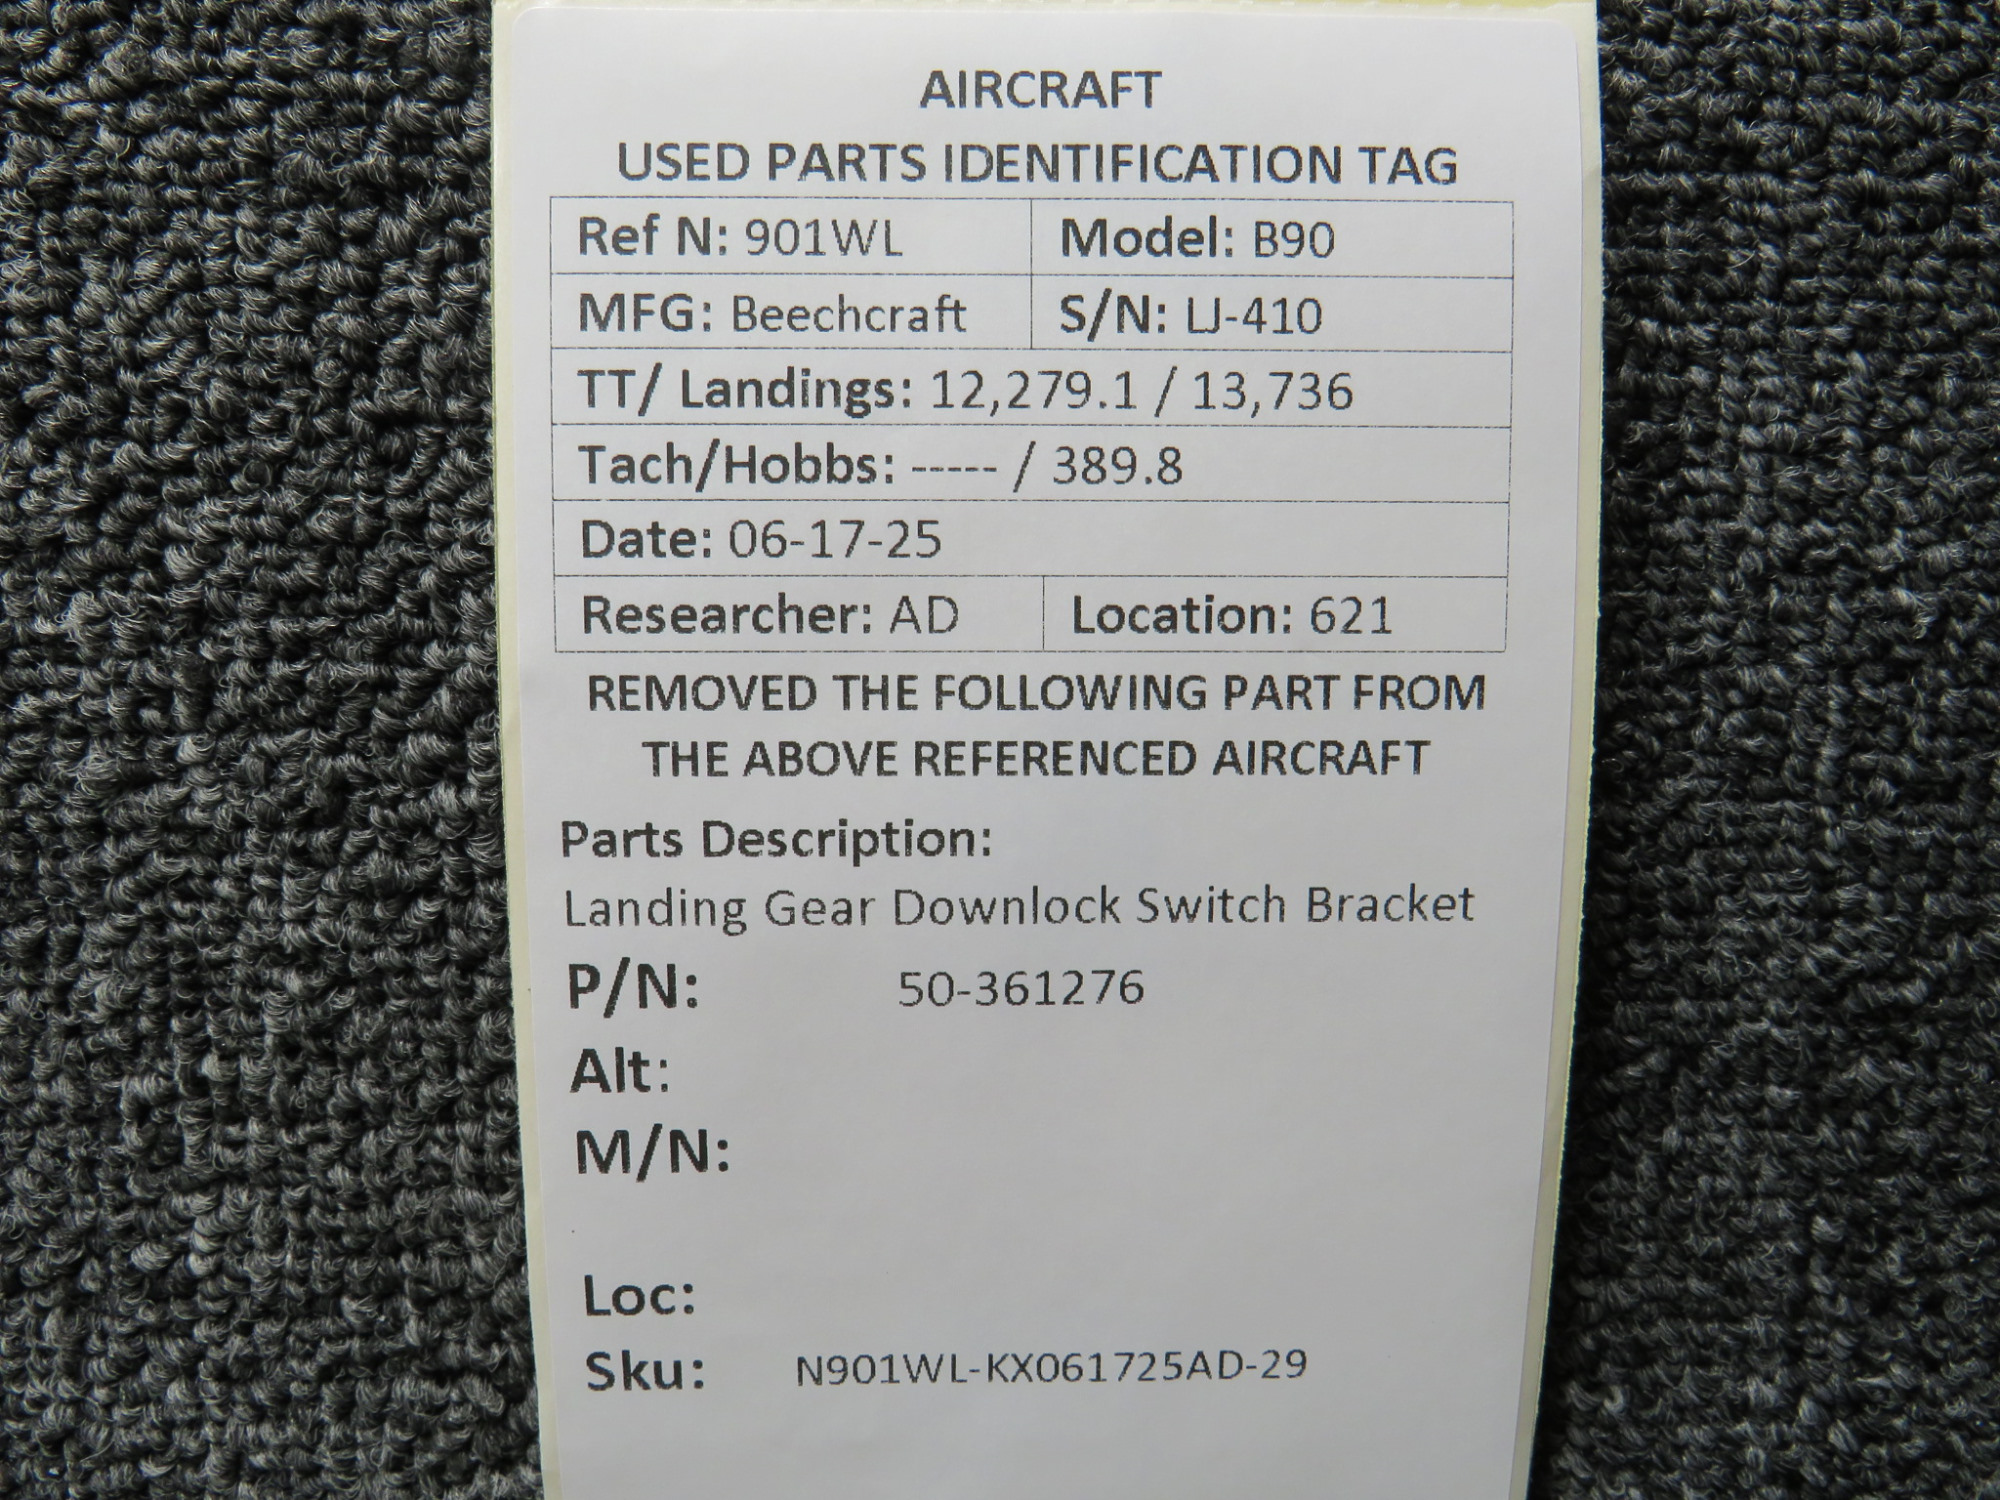 AIRCRAFT
USED PARTS IDENTIFICATION TAG
Ref N: 901WL Model: B90
MFG: Beechcraft S/N: LJ-410
TT/ Landings: 12,279.1 / 13,736
Tach/Hobbs: ----- / 389.8
Date: 06-17-25
Researcher: AD Location: 621
REMOVED THE FOLLOWING PART FROM
THE ABOVE REFERENCED AIRCRAFT
Parts Description:
Landing Gear Downlock Switch Bracket
P/N: 50-361276
Alt:
M/N:
Loc:
Sku: N901WL-KX061725AD-29